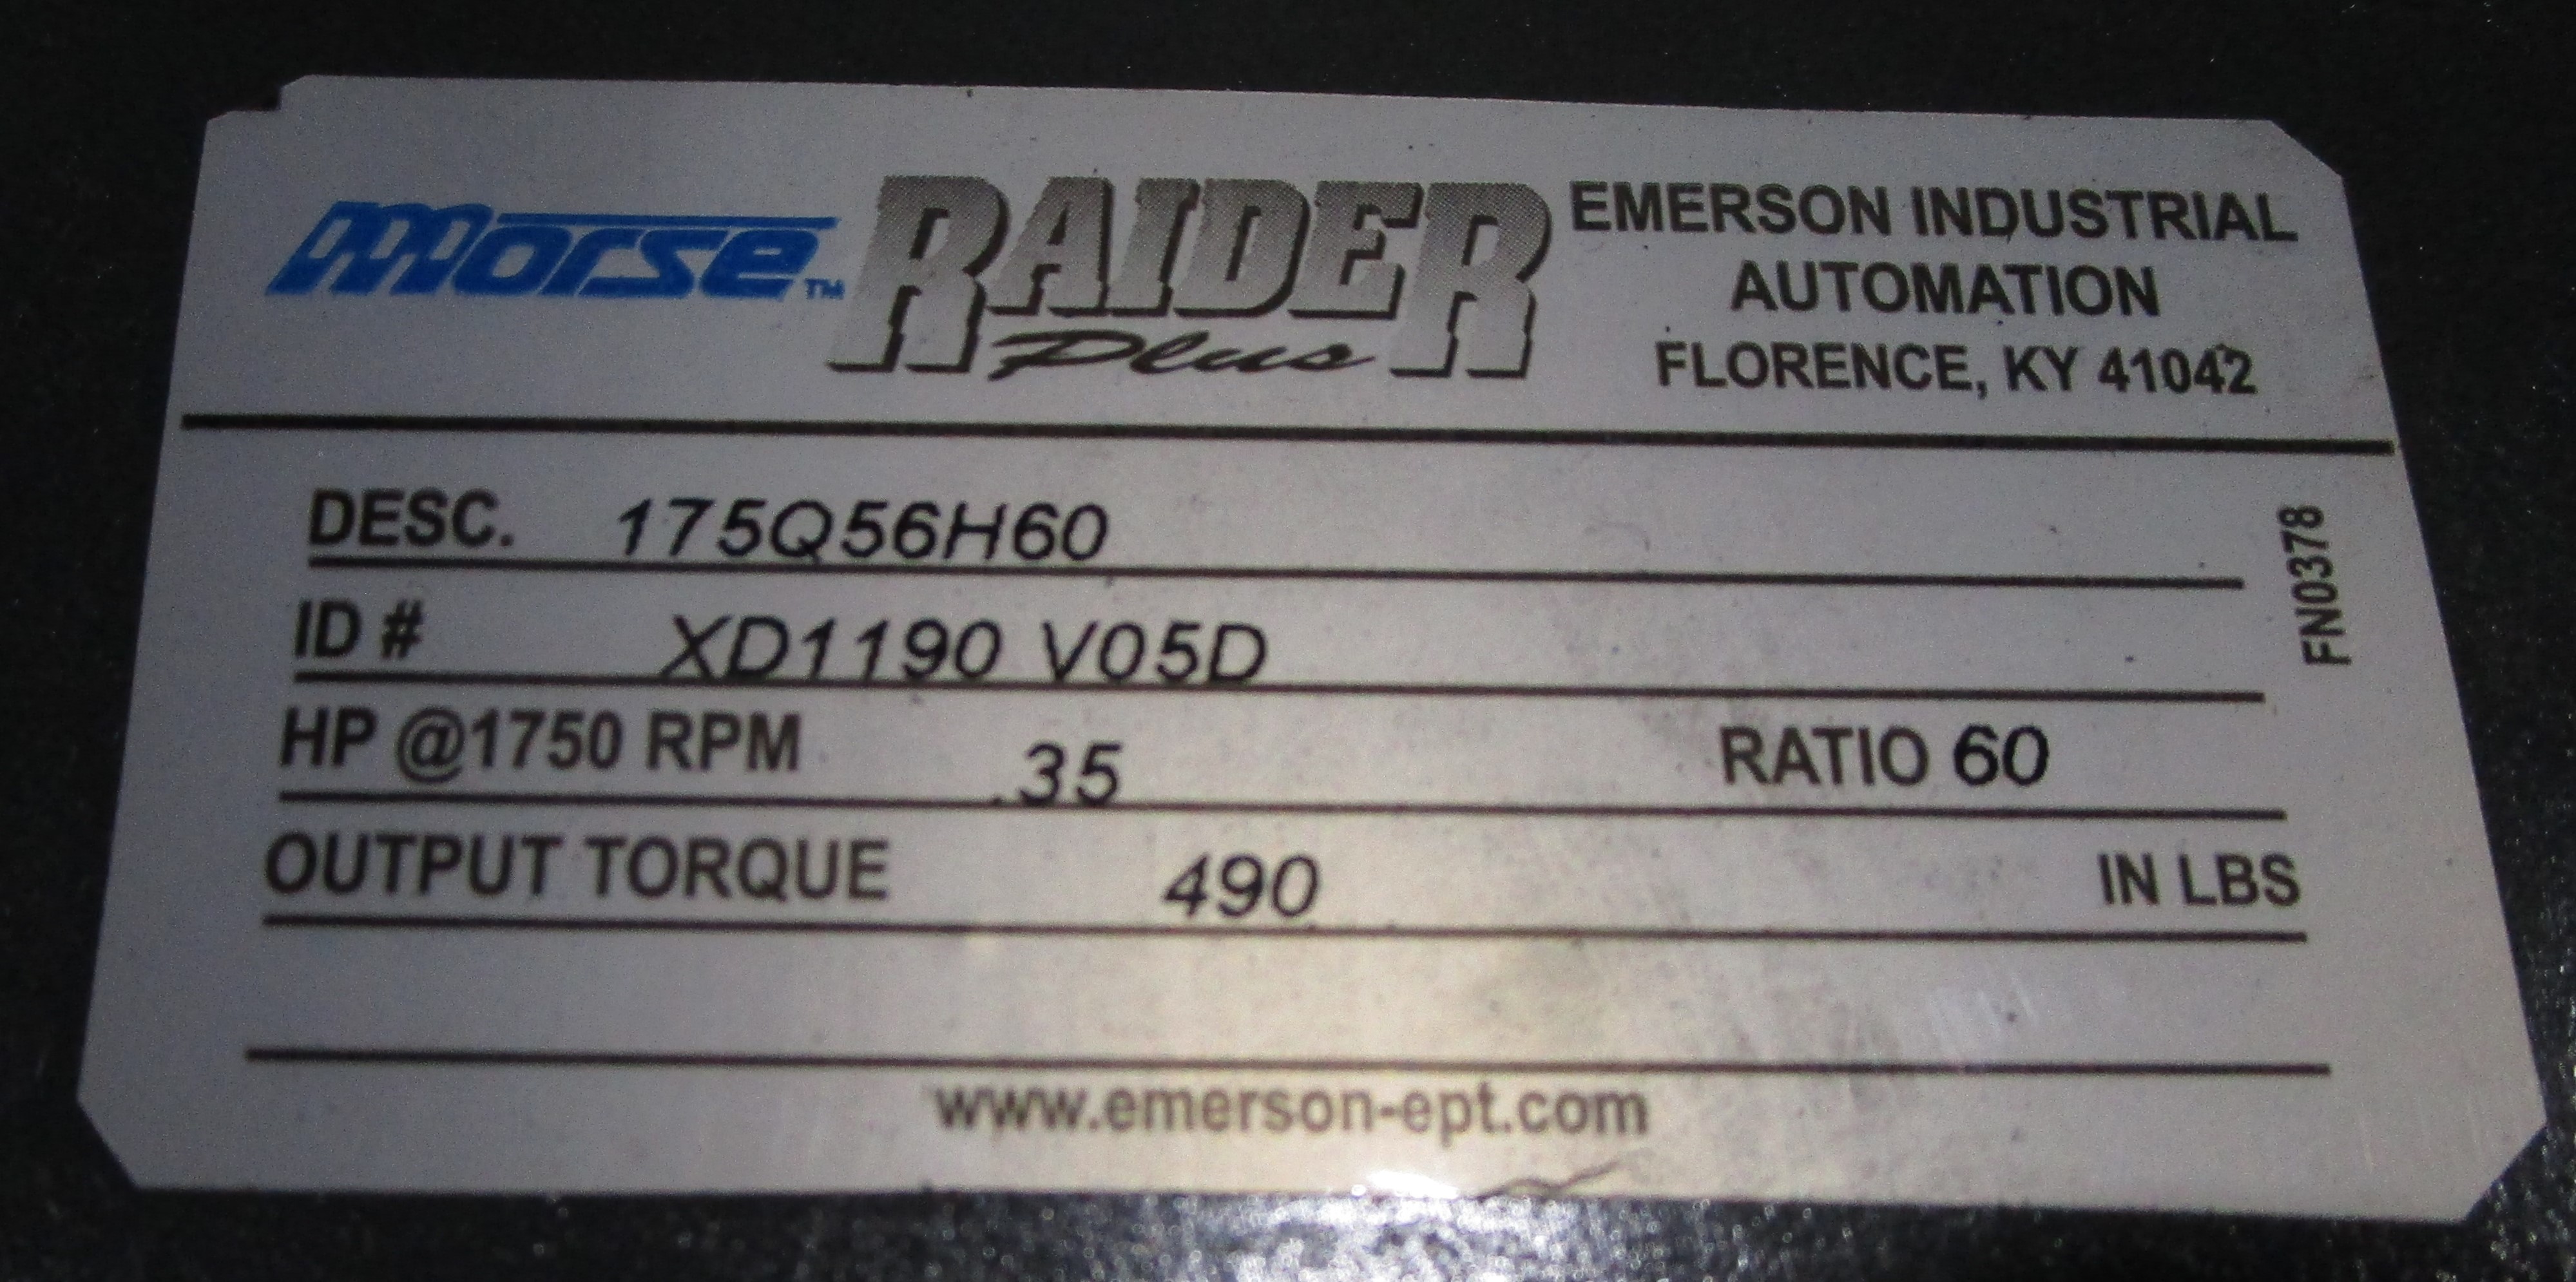 morse™ RAIDER Plus
EMERSON INDUSTRIAL
AUTOMATION
FLORENCE, KY 41042
DESC. 175Q56H60
ID # XD1190 V05D
HP @1750 RPM .35 RATIO 60
OUTPUT TORQUE 490 IN LBS
FN0378
www.emerson-ept.com